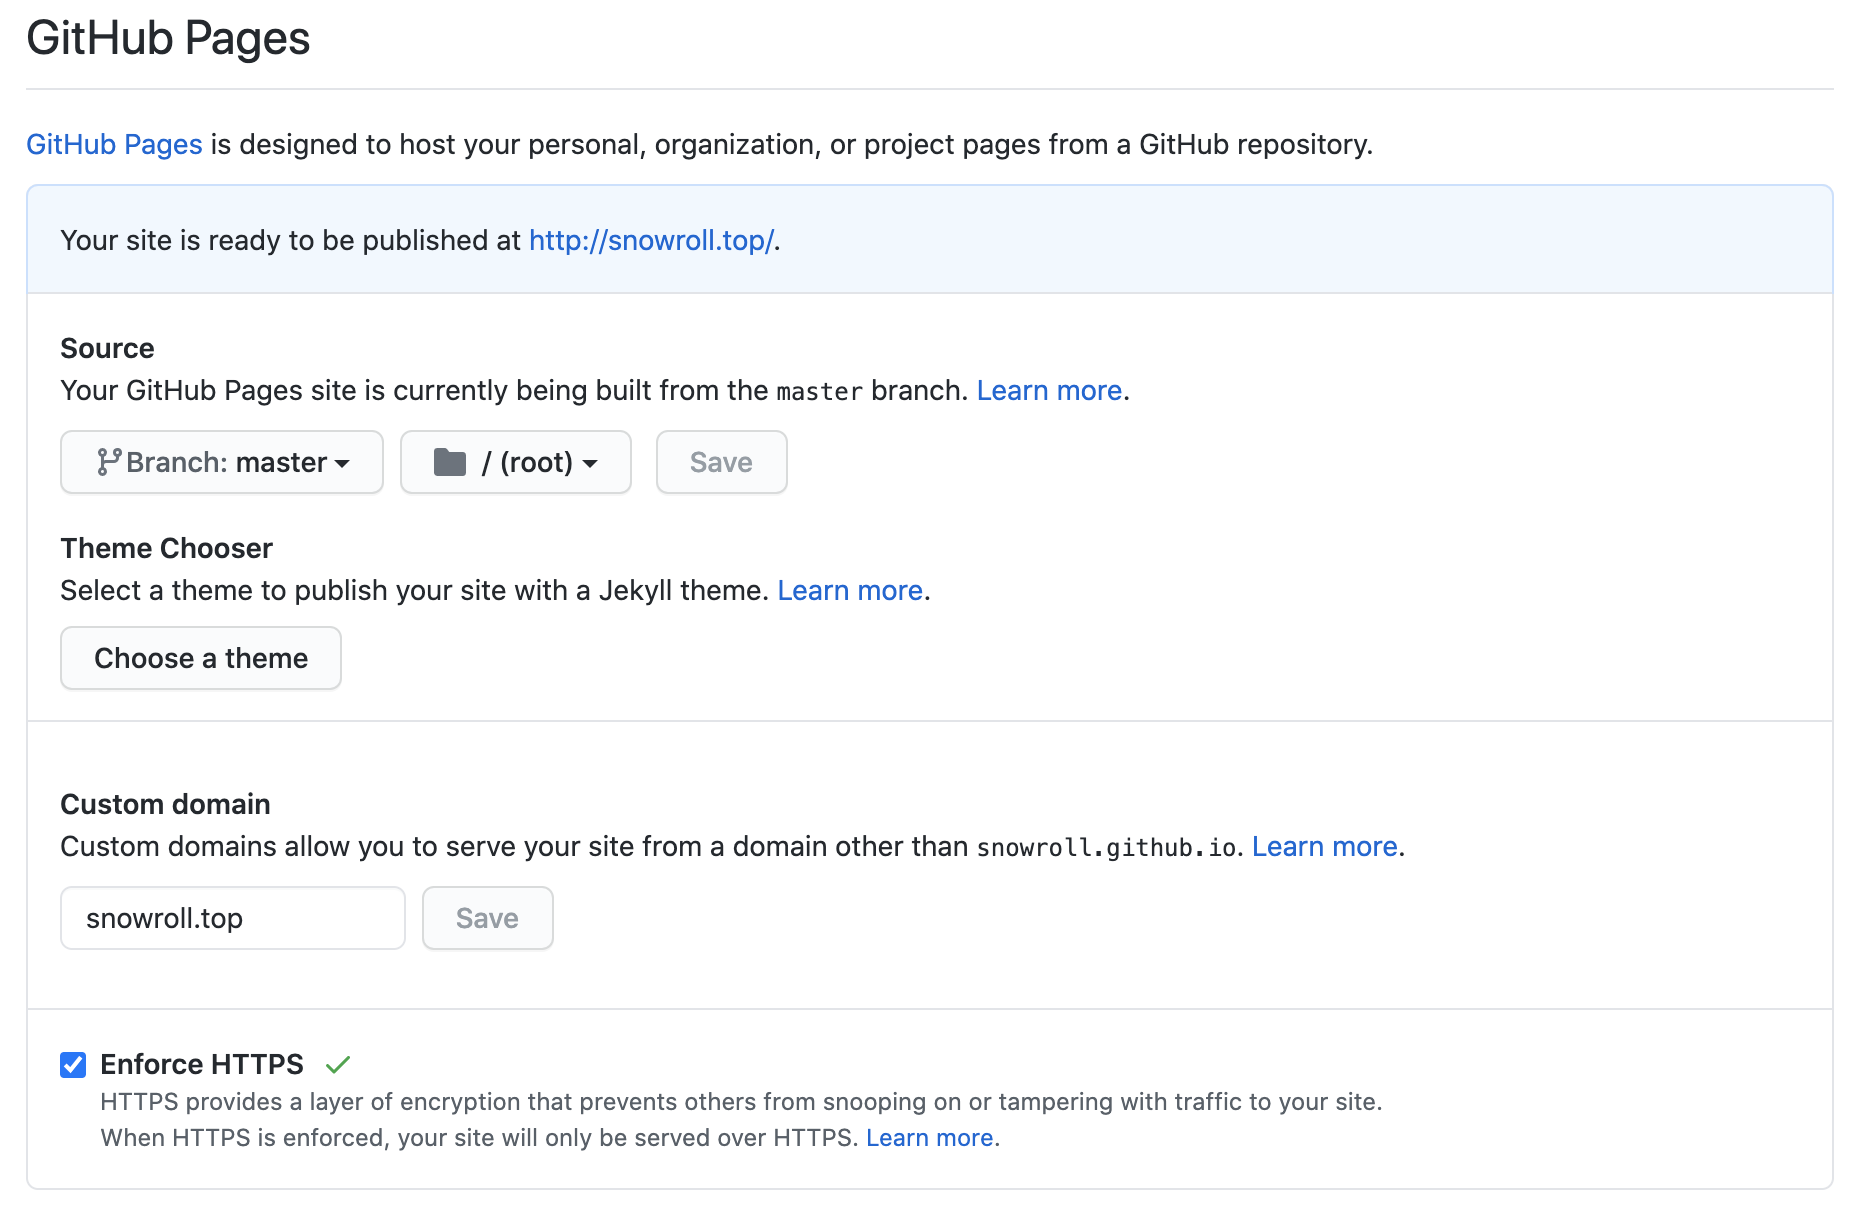 GitHub Pages
GitHub Pages is designed to host your personal, organization, or project pages from a GitHub repository.
Your site is ready to be published at http://snowroll.top/.
Source
Your GitHub Pages site is currently being built from the master branch. Learn more.
Branch: master / (root) Save
Theme Chooser
Select a theme to publish your site with a Jekyll theme. Learn more.
Choose a theme
Custom domain
Custom domains allow you to serve your site from a domain other than snowroll.github.io. Learn more.
snowroll.top Save
Enforce HTTPS
HTTPS provides a layer of encryption that prevents others from snooping on or tampering with traffic to your site.
When HTTPS is enforced, your site will only be served over HTTPS. Learn more.